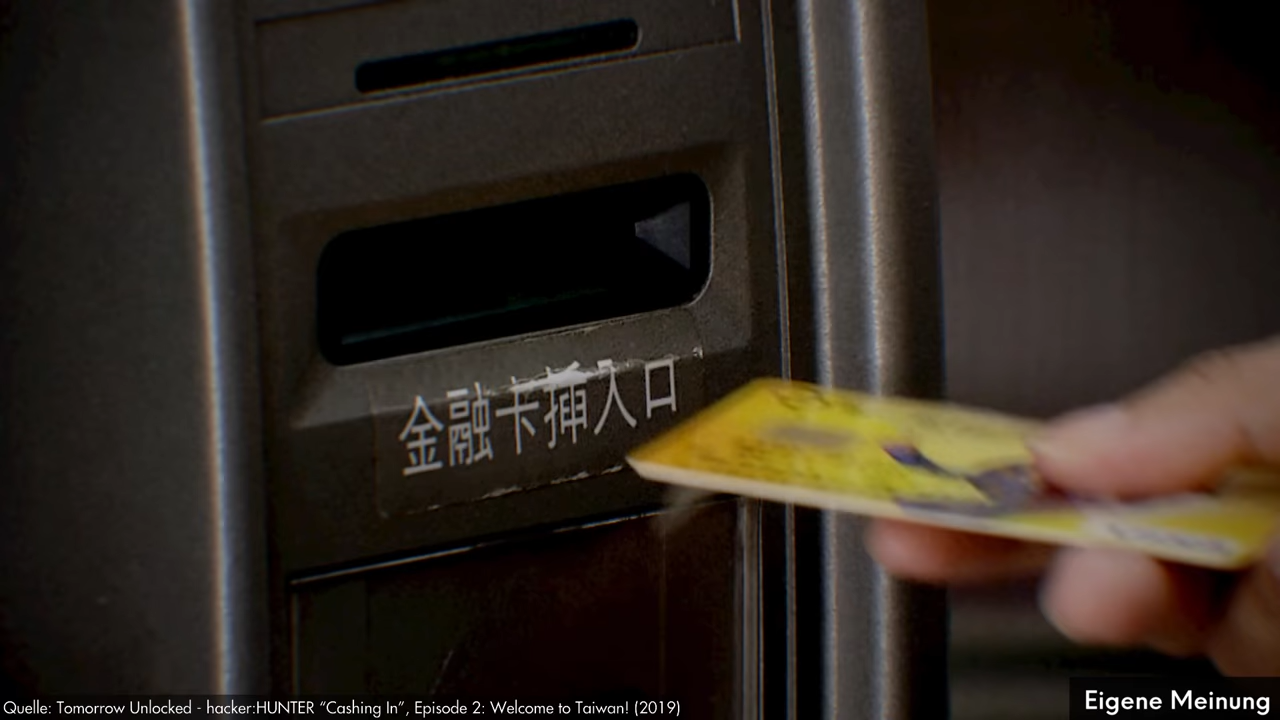 金融卡插入口
Quelle: Tomorrow Unlocked - hacker:HUNTER “Cashing In”, Episode 2: Welcome to Taiwan! (2019)
Eigene Meinung